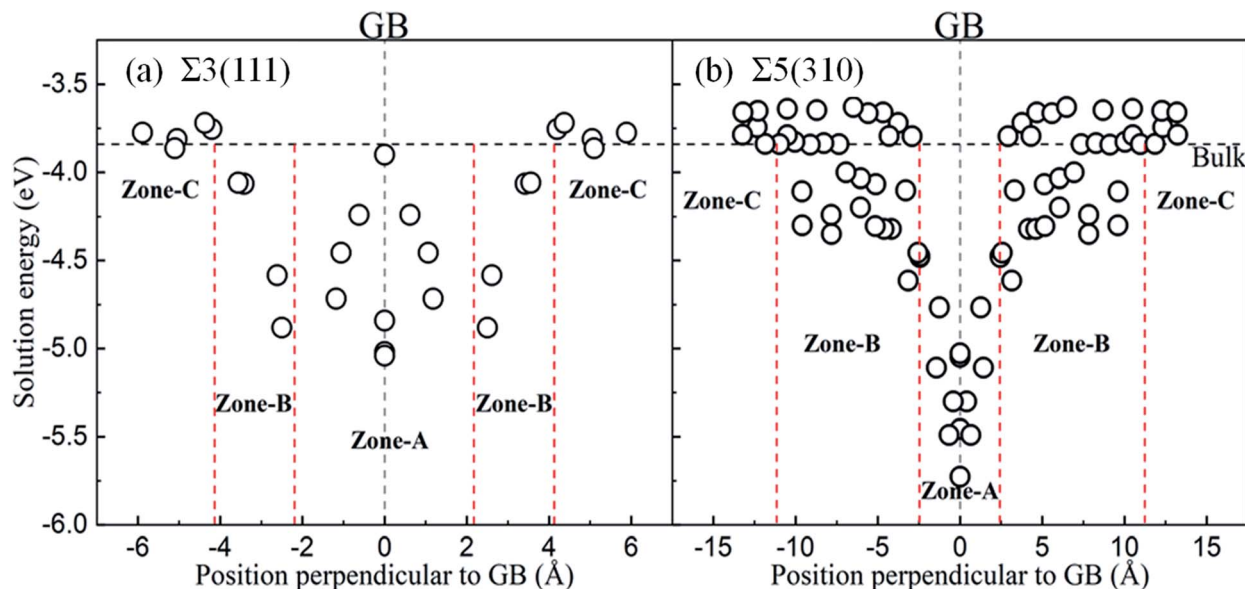 GB GB
(a) Σ3(111) (b) Σ5(310)
-3.5
-4.0
-4.5
-5.0
-5.5
-6.0
Solution energy (eV)
Bulk
Zone-C Zone-C Zone-C Zone-C
Zone-B Zone-B
Zone-B Zone-B
Zone-A
Zone-A
-6 -4 -2 0 2 4 6 -15 -10 -5 0 5 10 15
Position perpendicular to GB (Å) Position perpendicular to GB (Å)